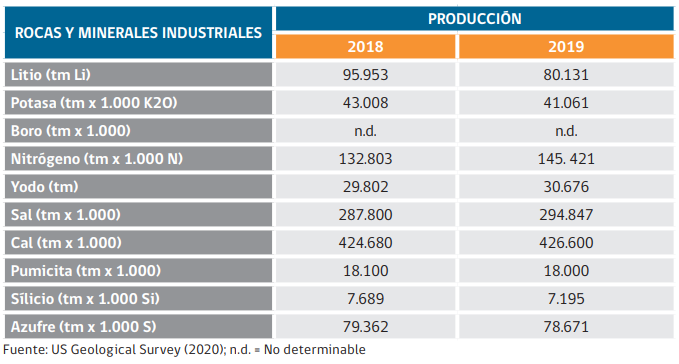 ROCAS Y MINERALES INDUSTRIALES PRODUCCIÓN
2018 2019
Litio (tm Li) 95.953 80.131
Potasa (tm x 1.000 K2O) 43.008 41.061
Boro (tm x 1.000) n.d. n.d.
Nitrógeno (tm x 1.000 N) 132.803 145. 421
Yodo (tm) 29.802 30.676
Sal (tm x 1.000) 287.800 294.847
Cal (tm x 1.000) 424.680 426.600
Pumicita (tm x 1.000) 18.100 18.000
Sílicio (tm x 1.000 Si) 7.689 7.195
Azufre (tm x 1.000 S) 79.362 78.671
Fuente: US Geological Survey (2020); n.d. = No determinable